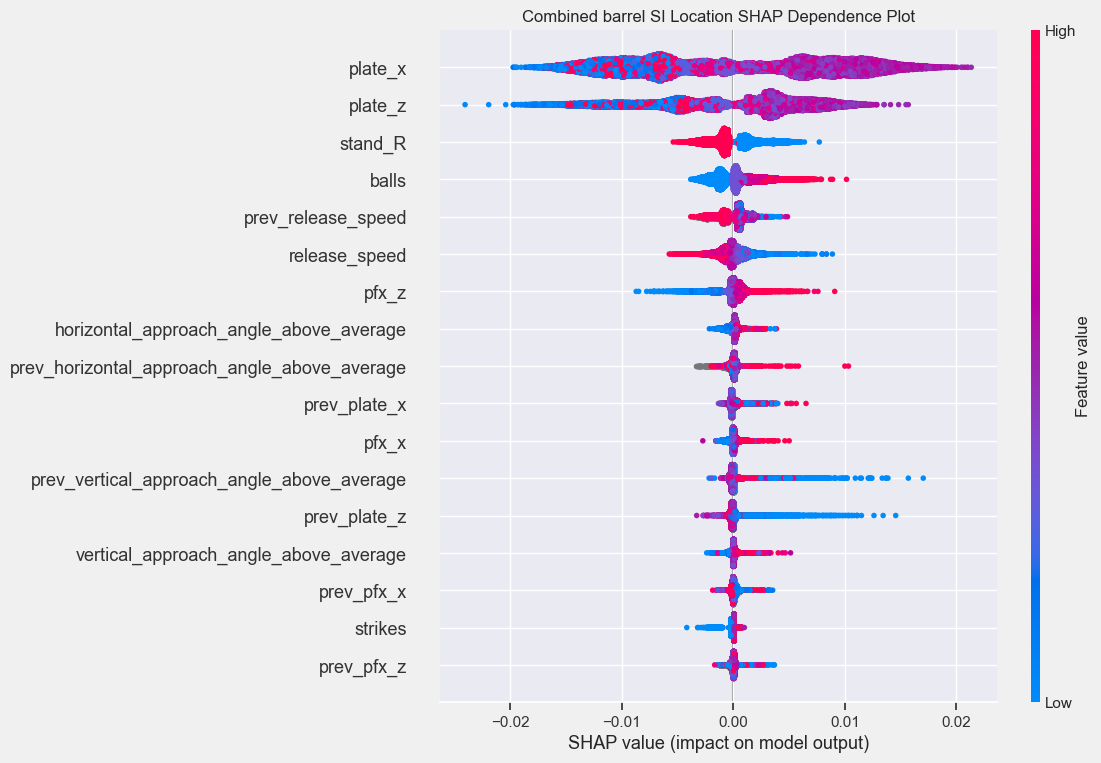 Combined barrel SI Location SHAP Dependence Plot
High
plate_x
plate_z
stand_R
balls
prev_release_speed
release_speed
pfx_z
horizontal_approach_angle_above_average
prev_horizontal_approach_angle_above_average
prev_plate_x
pfx_x
prev_vertical_approach_angle_above_average
prev_plate_z
vertical_approach_angle_above_average
prev_pfx_x
strikes
prev_pfx_z
Feature value
Low
−0.02 −0.01 0.00 0.01 0.02
SHAP value (impact on model output)